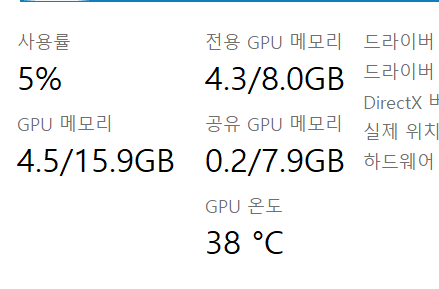 사용률
5%
GPU 메모리
4.5/15.9GB
전용 GPU 메모리
4.3/8.0GB
공유 GPU 메모리
0.2/7.9GB
GPU 온도
38 °C
드라이버
드라이버
DirectX 버
실제 위치
하드웨어